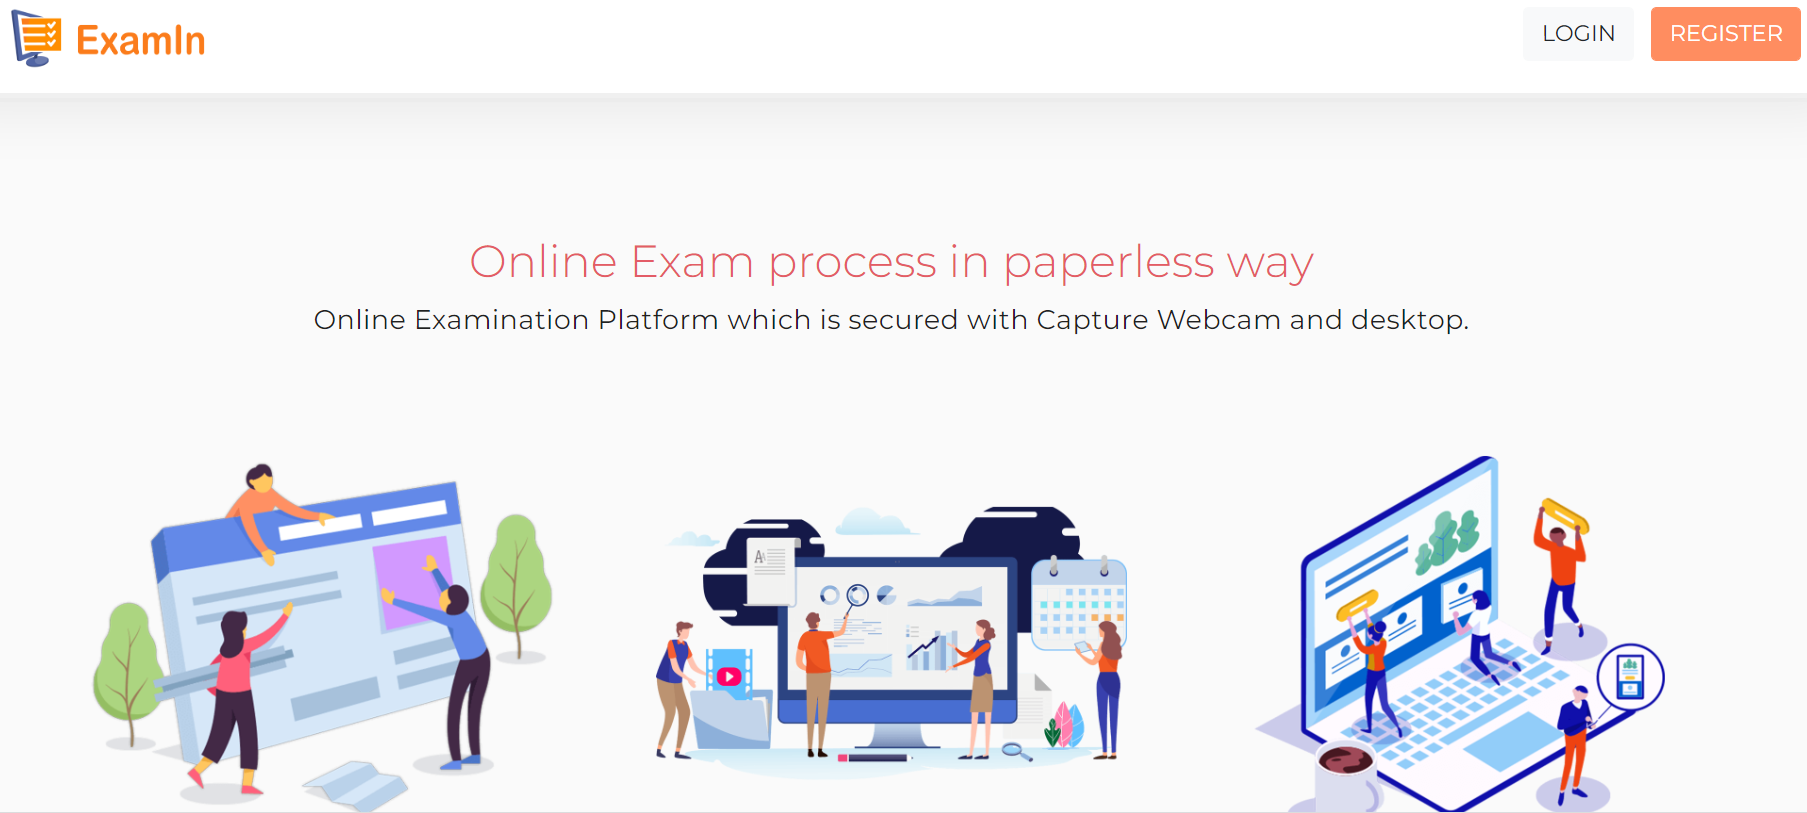 ExamIn
LOGIN
REGISTER
Online Exam process in paperless way
Online Examination Platform which is secured with Capture Webcam and desktop.
A